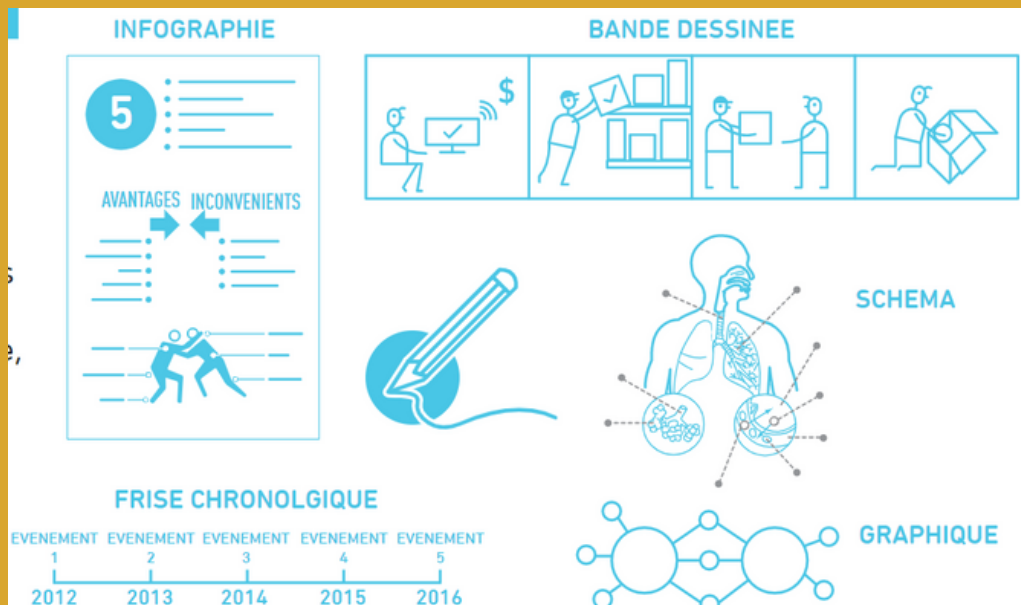 INFOGRAPHIE
5
AVANTAGES INCONVENIENTS
BANDE DESSINEE
$
s
e,
SCHEMA
FRISE CHRONOLGIQUE
EVENEMENT EVENEMENT EVENEMENT EVENEMENT EVENEMENT
1 2 3 4 5
2012 2013 2014 2015 2016
GRAPHIQUE